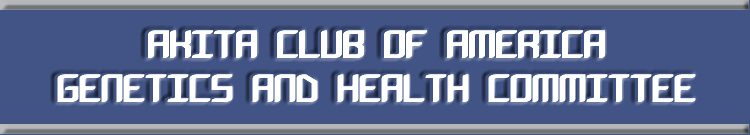 AKITA CLUB OF AMERICA
GENETICS AND HEALTH COMMITTEE